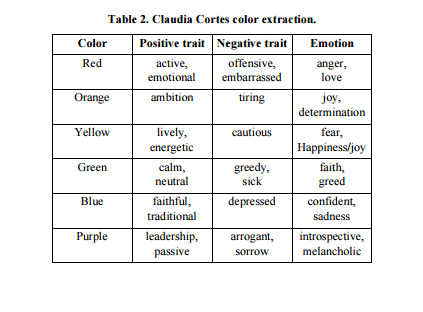 Table 2. Claudia Cortes color extraction.
Color Positive trait Negative trait Emotion
Red active, offensive, anger,
emotional embarrassed love
Orange ambition tiring joy,
determination
Yellow lively, cautious fear,
energetic Happiness/joy
Green calm, greedy, faith,
neutral sick greed
Blue faithful, depressed confident,
traditional sadness
Purple leadership, arrogant, introspective,
passive sorrow melancholic